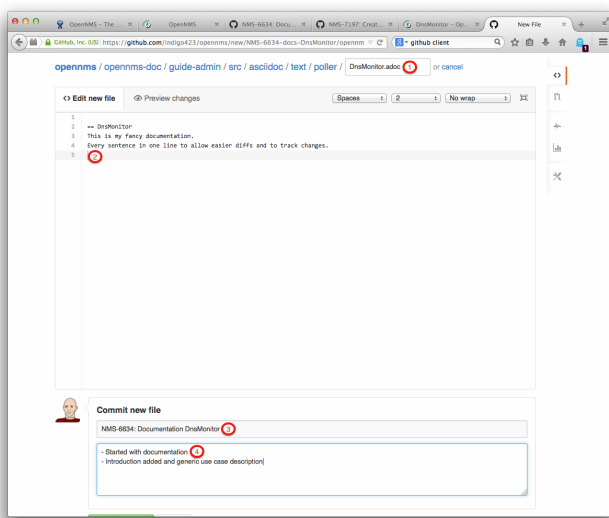 OpenNMS - The ...
OpenNMS
NMS-6634: Docu...
NMS-7197: Creat...
DnsMonitor - Op...
New File
GitHub, Inc. (US) https://github.com/indigo423/opennms/new/NMS-6634-docs-DnsMonitor/opennm
github client
1
opennms / opennms-doc / guide-admin / src / asciidoc / text / poller / DnsMonitor.adoc 1 or cancel
Edit new file
Preview changes
Spaces
2
No wrap
1
2 == DnsMonitor
3 This is my fancy documentation.
4 Every sentence in one line to allow easier diffs and to track changes.
5 2
Commit new file
NMS-6634: Documentation DnsMonitor 3
- Started with documentation 4
- Introduction added and generic use case description